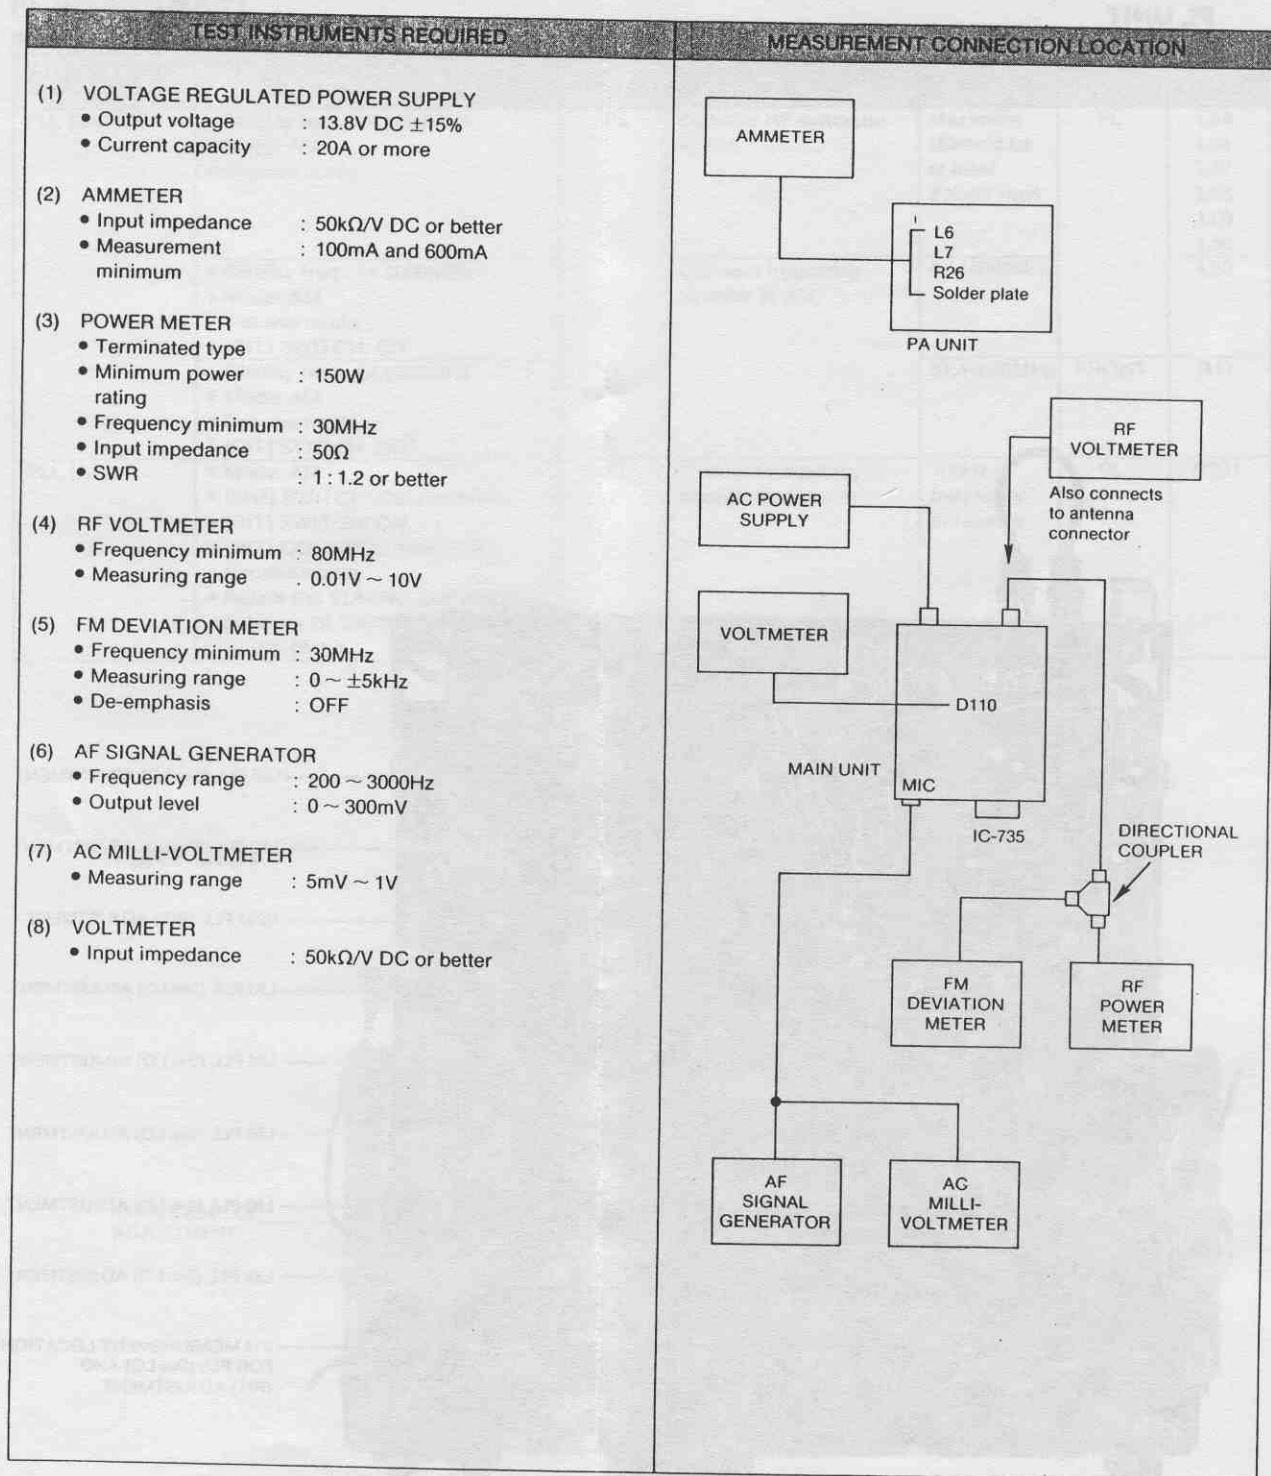 TEST INSTRUMENTS REQUIRED
(1) VOLTAGE REGULATED POWER SUPPLY
• Output voltage : 13.8V DC ±15%
• Current capacity : 20A or more
(2) AMMETER
• Input impedance : 50kΩ/V DC or better
• Measurement : 100mA and 600mA
minimum
(3) POWER METER
• Terminated type
• Minimum power : 150W
rating
• Frequency minimum : 30MHz
• Input impedance : 50Ω
• SWR : 1 : 1.2 or better
(4) RF VOLTMETER
• Frequency minimum : 80MHz
• Measuring range . 0.01V ~ 10V
(5) FM DEVIATION METER
• Frequency minimum : 30MHz
• Measuring range : 0 ~ ±5kHz
• De-emphasis : OFF
(6) AF SIGNAL GENERATOR
• Frequency range : 200 ~ 3000Hz
• Output level : 0 ~ 300mV
(7) AC MILLI-VOLTMETER
• Measuring range : 5mV ~ 1V
(8) VOLTMETER
• Input impedance : 50kΩ/V DC or better
MEASUREMENT CONNECTION LOCATION
AMMETER
L6
L7
R26
Solder plate
PA UNIT
RF
VOLTMETER
Also connects
to antenna
connector
AC POWER
SUPPLY
VOLTMETER
D110
MAIN UNIT
MIC
IC-735
DIRECTIONAL
COUPLER
FM
DEVIATION
METER
RF
POWER
METER
AF
SIGNAL
GENERATOR
AC
MILLI-
VOLTMETER